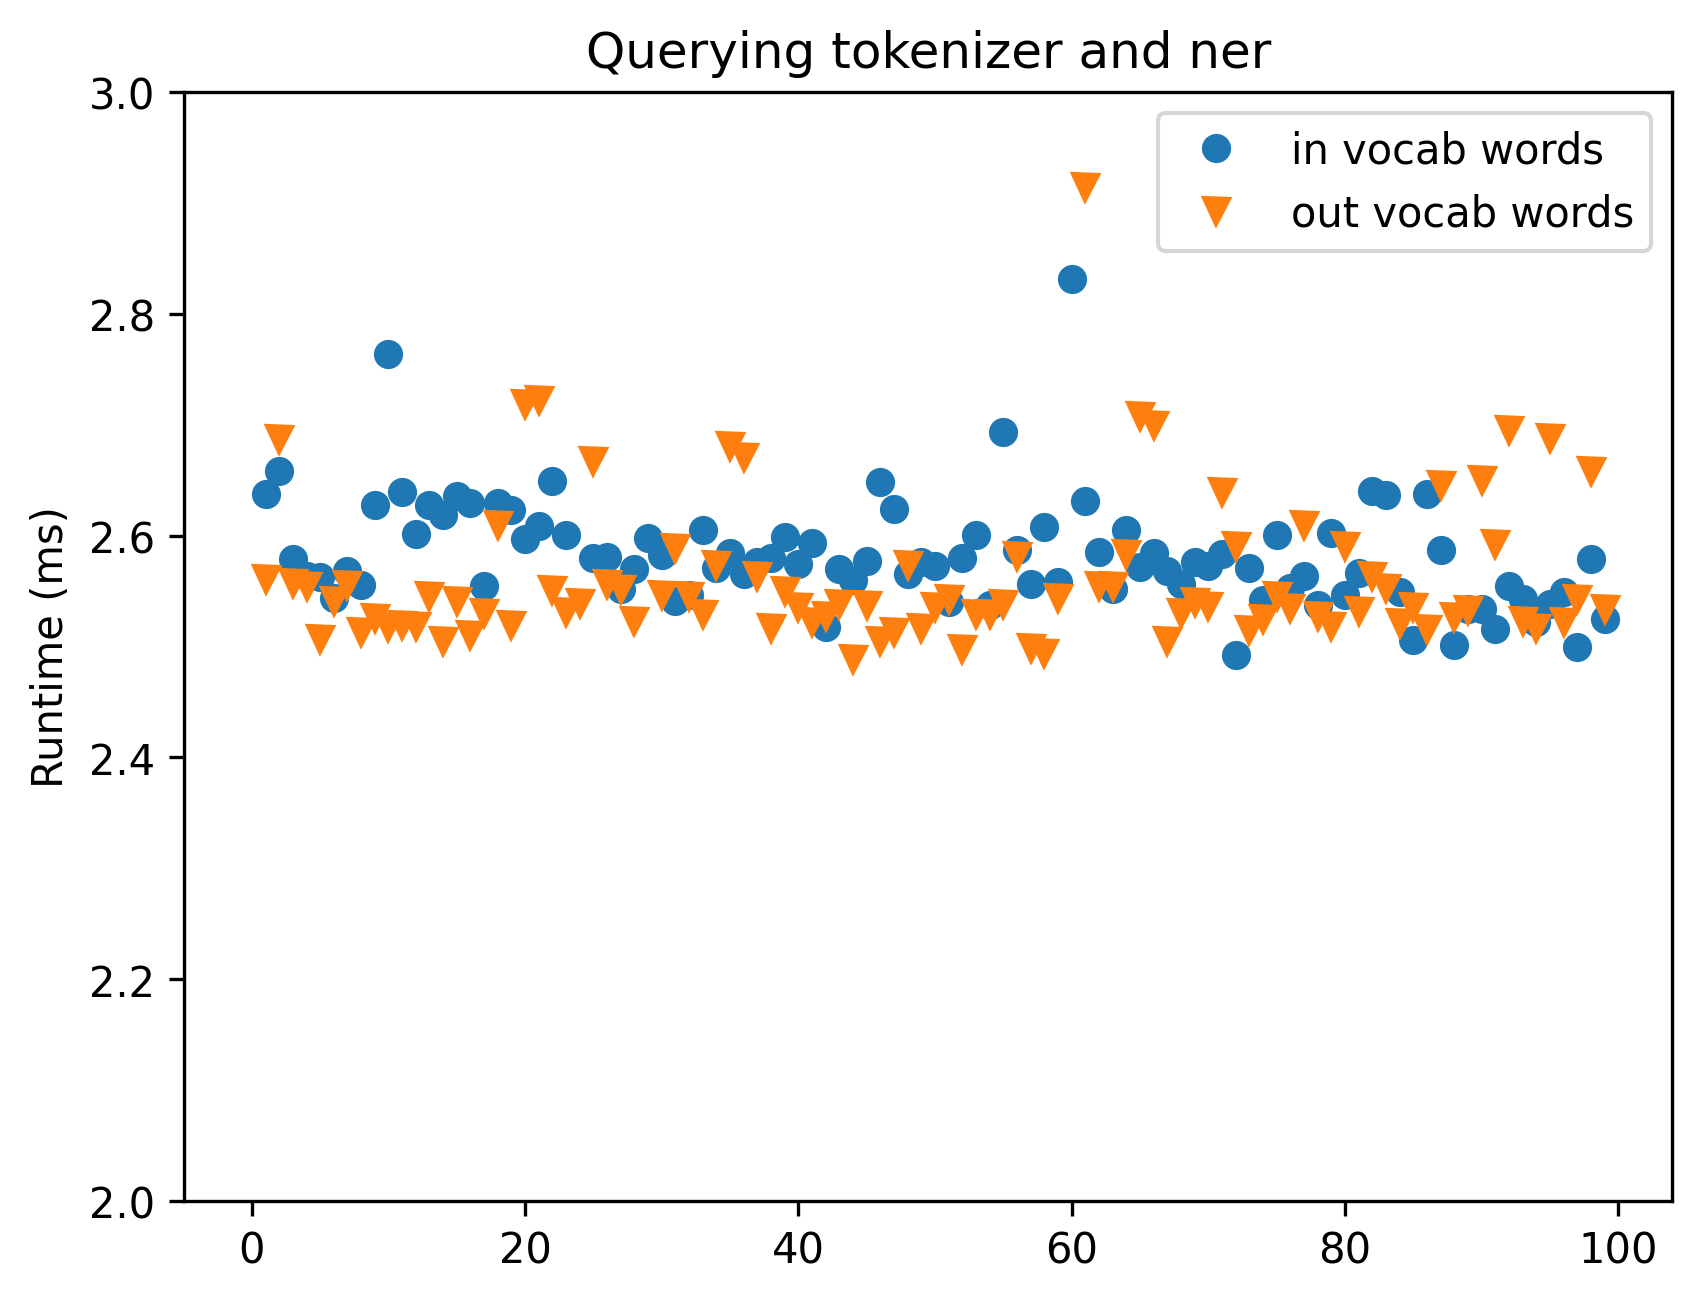 Querying tokenizer and ner
in vocab words
out vocab words
Runtime (ms)
3.0
2.8
2.6
2.4
2.2
2.0
0 20 40 60 80 100